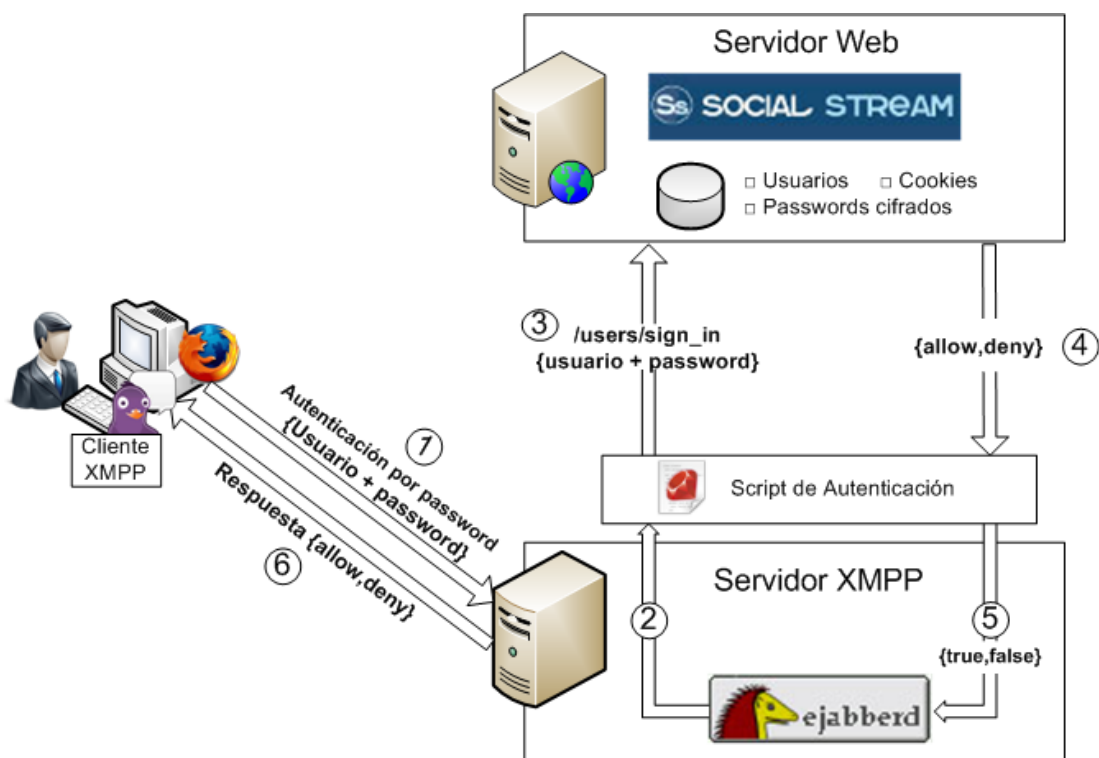 Servidor Web
Ss SOCIAL STREAM
□ Usuarios □ Cookies
□ Passwords cifrados
3
/users/sign_in
{usuario + password}
{allow,deny}
4
Cliente
XMPP
1
Autenticación por password
{Usuario + password}
Respuesta {allow,deny}
6
Script de Autenticación
Servidor XMPP
2
5
{true,false}
ejabberd